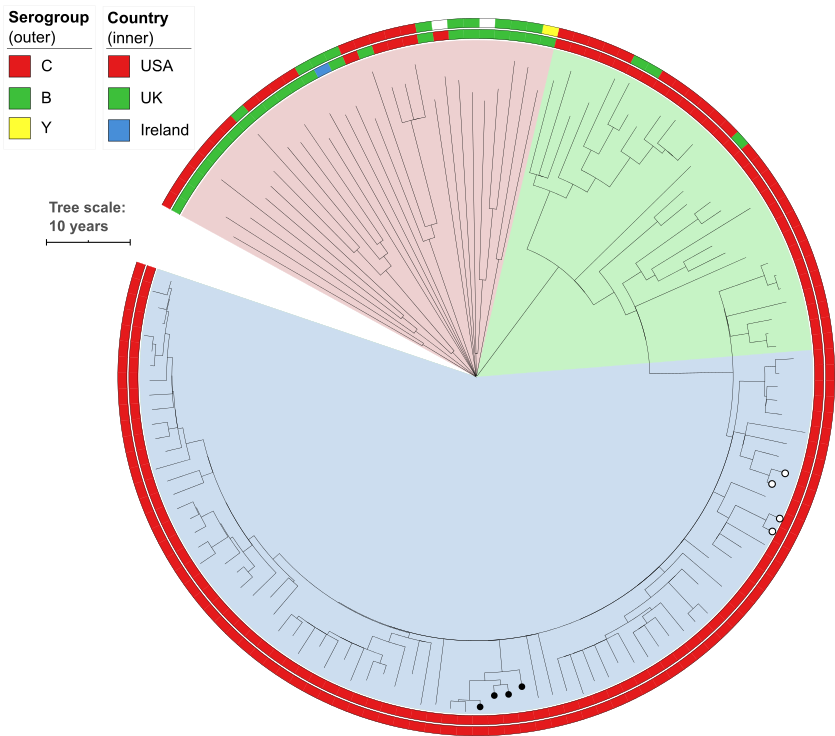 Serogroup
(outer)
C
B
Y
Country
(inner)
USA
UK
Ireland
Tree scale:
10 years